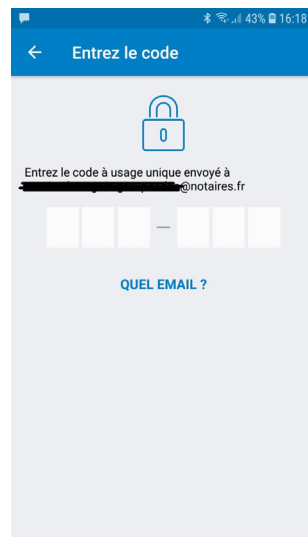 43% 16:18
Entrez le code
0
Entrez le code à usage unique envoyé à
@notaires.fr
—
QUEL EMAIL ?